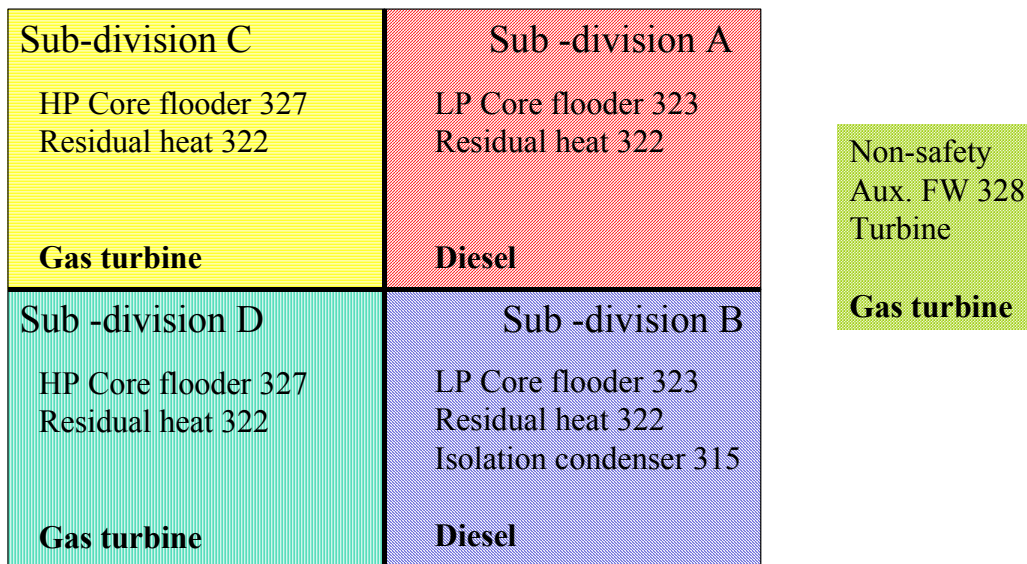 Sub-division C
HP Core flooder 327
Residual heat 322
Gas turbine
Sub -division A
LP Core flooder 323
Residual heat 322
Diesel
Sub -division D
HP Core flooder 327
Residual heat 322
Gas turbine
Sub -division B
LP Core flooder 323
Residual heat 322
Isolation condenser 315
Diesel
Non-safety
Aux. FW 328
Turbine
Gas turbine